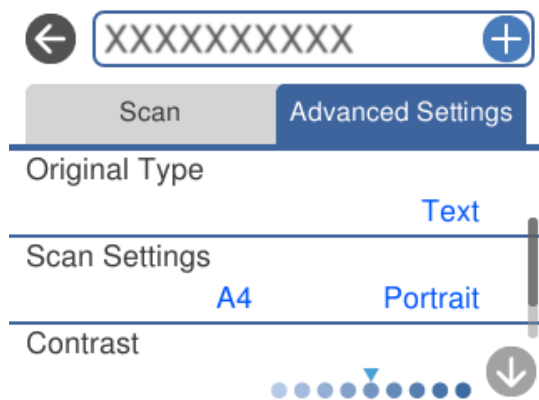 XXXXXXXXXX
Scan
Advanced Settings
Original Type
Text
Scan Settings
A4 Portrait
Contrast